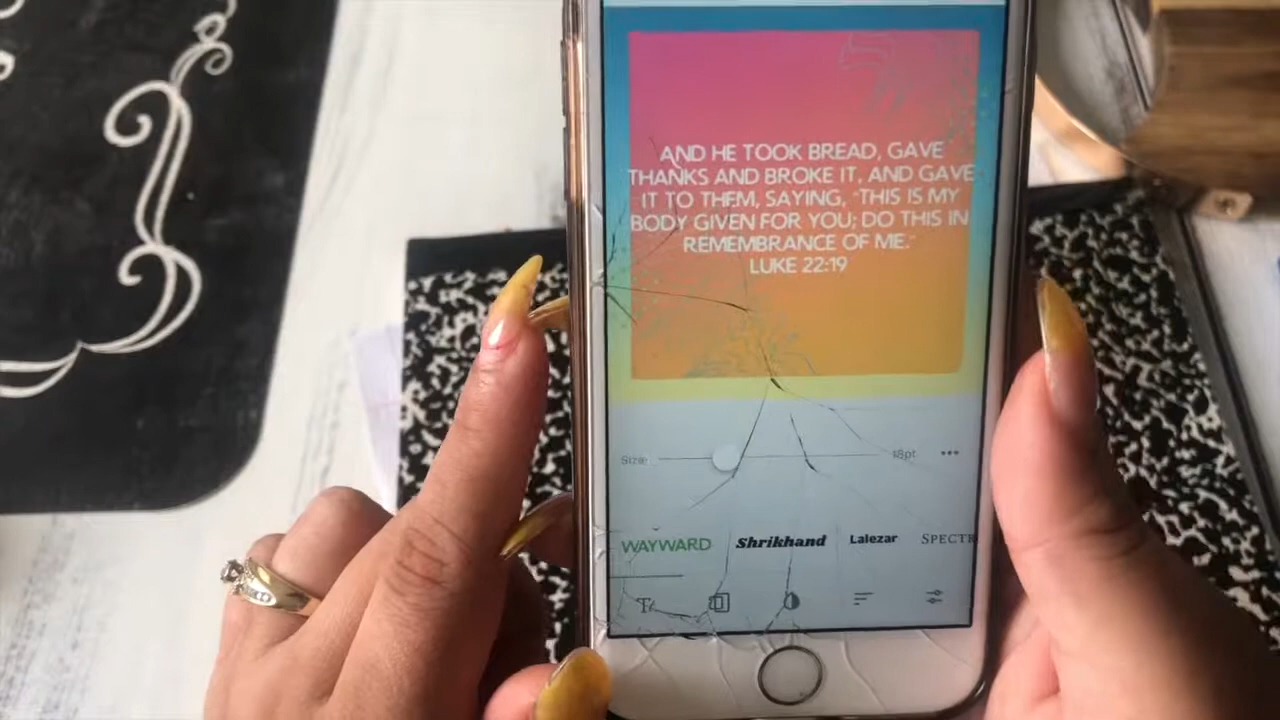 AND HE TOOK BREAD, GAVE
THANKS AND BROKE IT, AND GAVE
IT TO THEM, SAYING, "THIS IS MY
BODY GIVEN FOR YOU; DO THIS IN
REMEMBRANCE OF ME."
LUKE 22:19
Size 18pt
WAYWARD Shrikhand Lalezar SPECTR